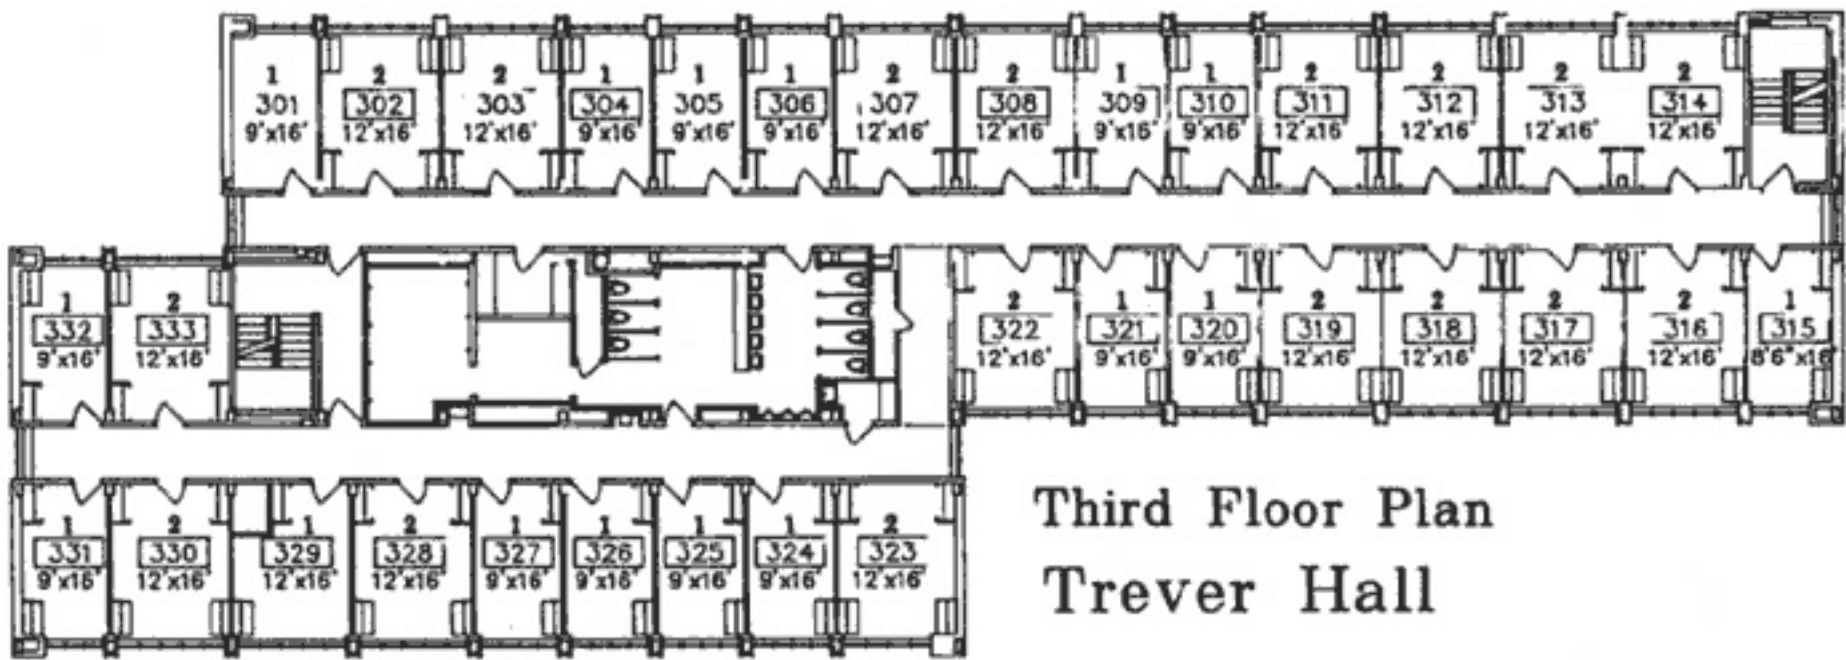 1 2 2 1 1 1 2 2 1 1 2 2 2 2
301 302 303 304 305 306 307 308 309 310 311 312 313 314
9'x16' 12'x16' 12'x16' 9'x16' 9'x16' 9'x16' 12'x16' 12'x16' 9'x16' 9'x16' 12'x16' 12'x16' 12'x16' 12'x16'
1 2 2 1 1 2 2 2 2 1
332 333 322 321 320 319 318 317 316 315
9'x16' 12'x16' 12'x16' 9'x16' 9'x16' 12'x16' 12'x16' 12'x16' 12'x16' 8'6"x16'
Third Floor Plan
1 2 1 2 1 1 1 1 2
331 330 329 328 327 326 325 324 323
9'x16' 12'x16' 12'x16' 12'x16' 9'x16' 9'x16' 9'x16' 9'x16' 12'x16'
Trever Hall